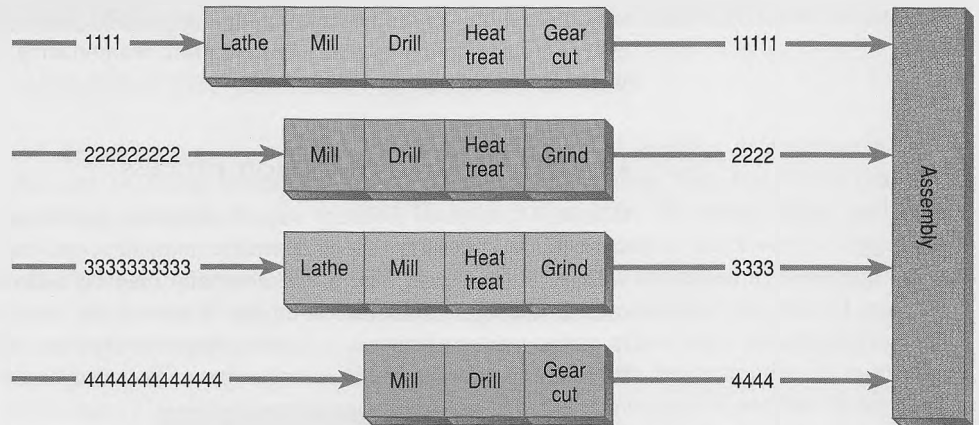 1111 Lathe Mill Drill Heat treat Gear cut 11111
222222222 Mill Drill Heat treat Grind 2222
3333333333 Lathe Mill Heat treat Grind 3333
4444444444444 Mill Drill Gear cut 4444
Assembly